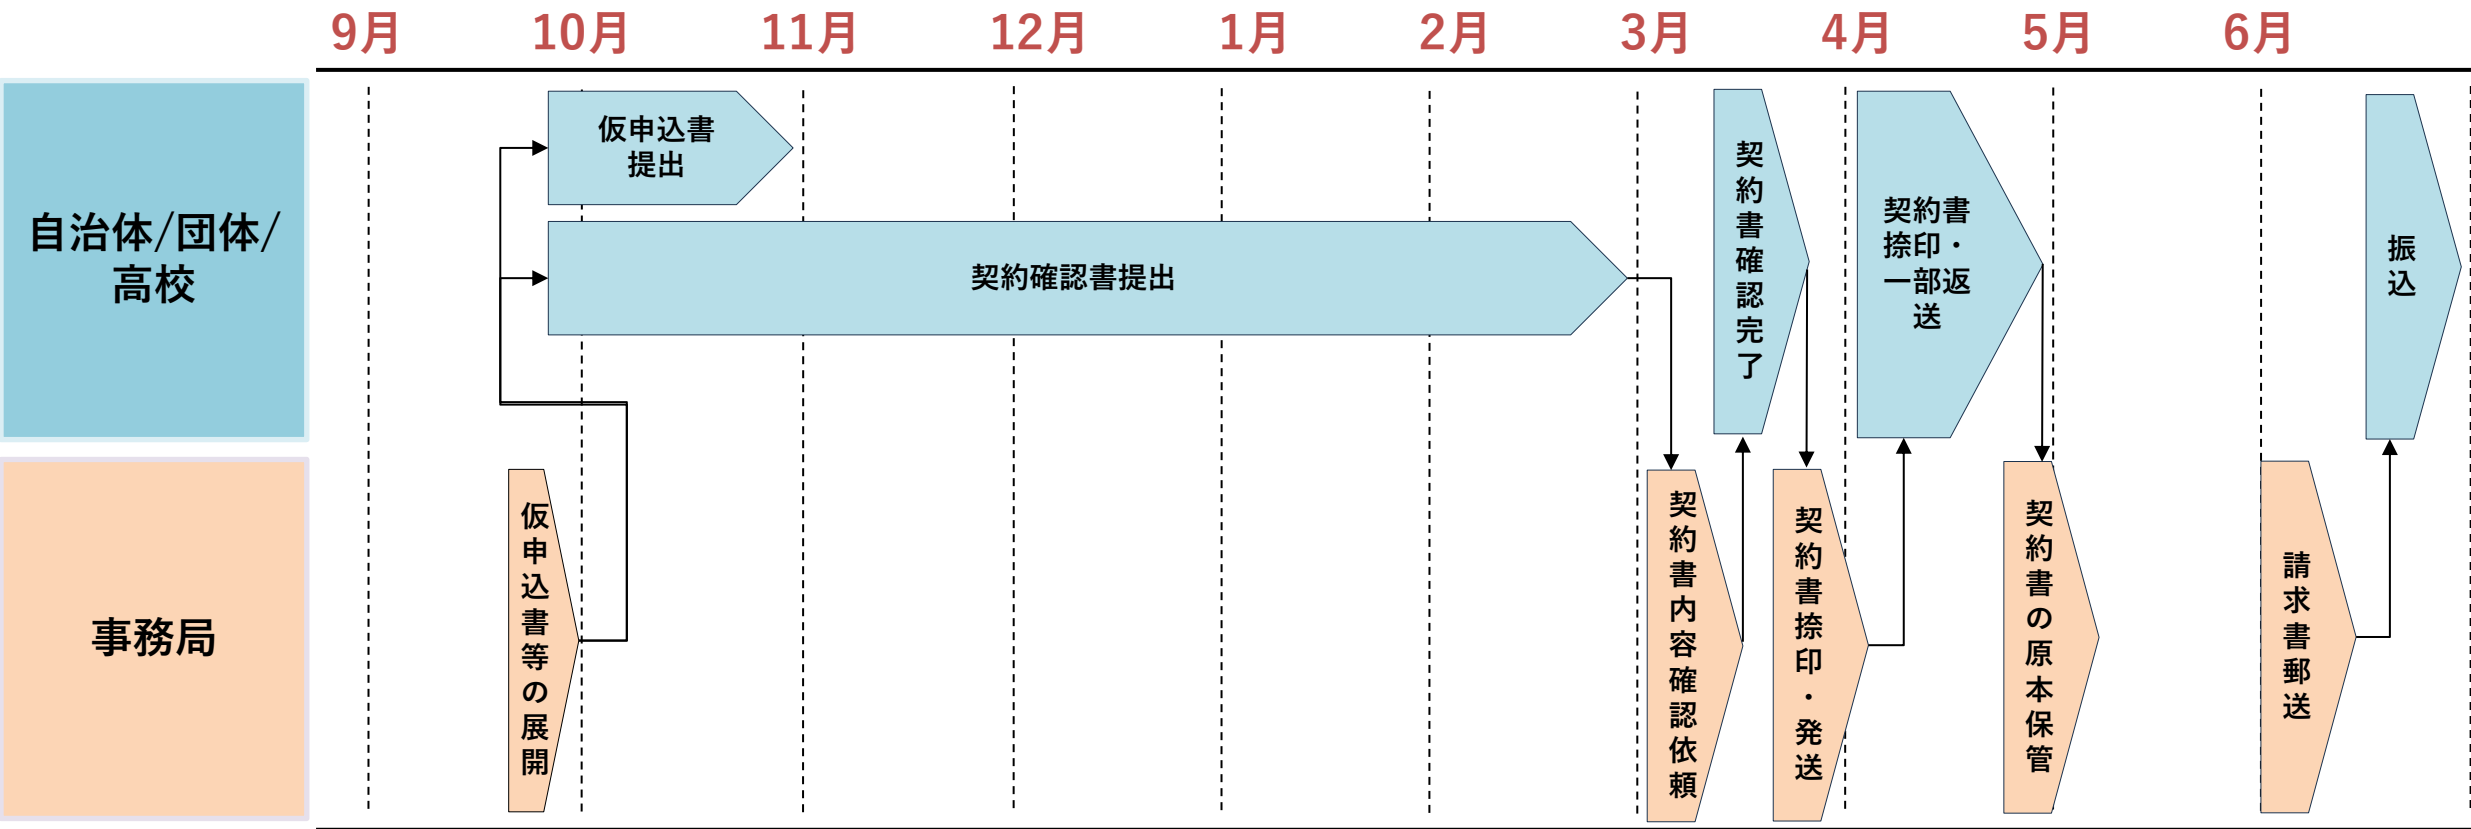 9月
10月
11月
12月
1月
2月
3月
4月
5月
6月
自治体/団体/
高校
仮申込書
提出
契約確認書提出
契約書確認完了
契約書
捺印・
一部返
送
振込
事務局
仮申込書等の展開
契約書内容確認依頼
契約書捺印・発送
契約書の原本保管
請求書郵送